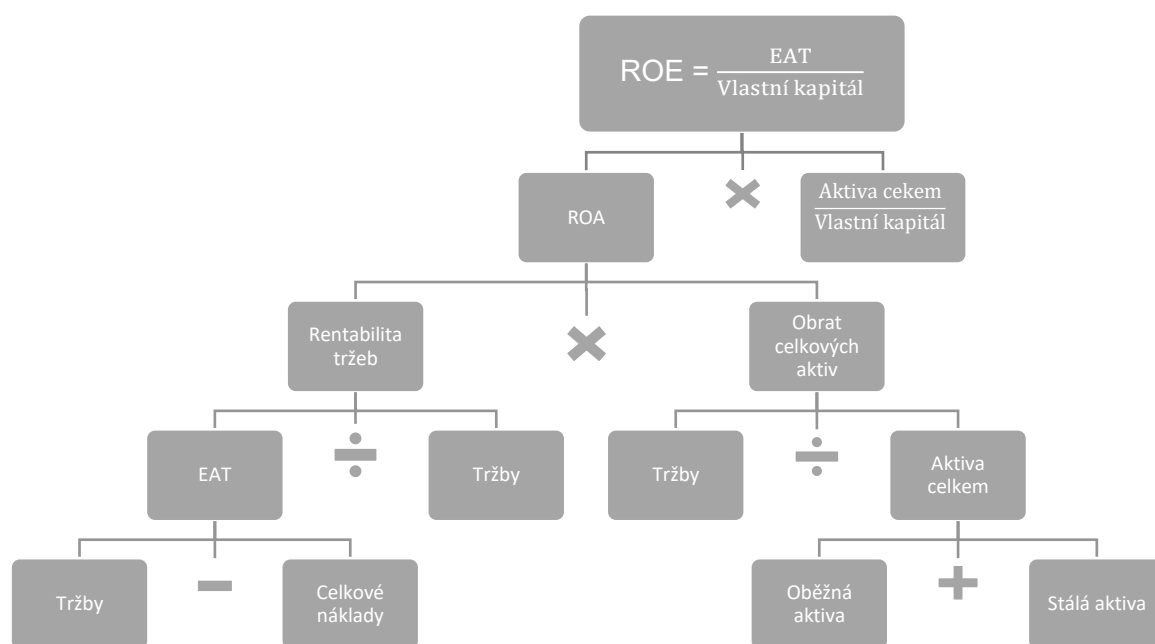 ROE = EAT / Vlastní kapitál
×
ROA
Aktiva cekem / Vlastní kapitál
Rentabilita
tržeb
×
Obrat
celkových
aktiv
EAT
÷
Tržby
Tržby
÷
Aktiva
celkem
Tržby
−
Celkové
náklady
Oběžná
aktiva
+
Stálá aktiva